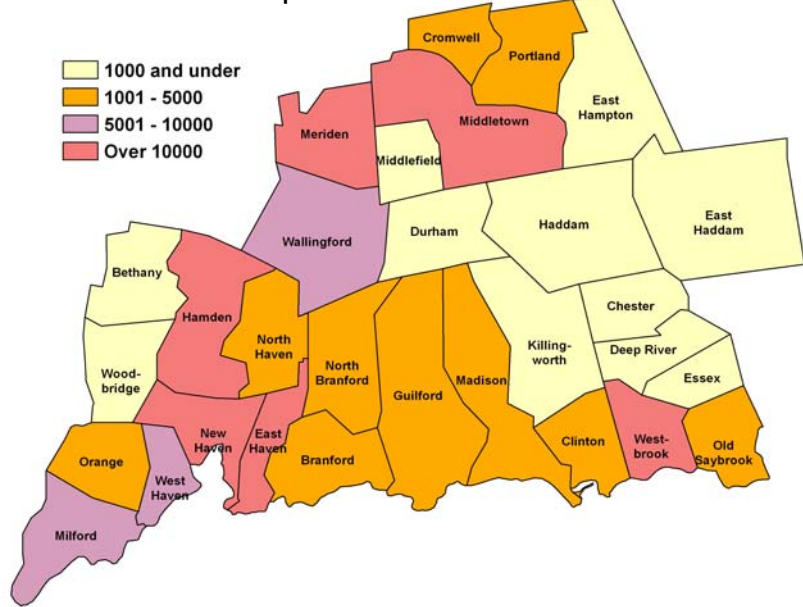 1000 and under
1001 - 5000
5001 - 10000
Over 10000
Cromwell
Portland
East
Hampton
Meriden
Middletown
Middlefield
Wallingford
Durham
Haddam
East
Haddam
Bethany
Hamden
North
Haven
Chester
Killing-
worth
Deep River
Wood-
bridge
North
Branford
Guilford
Madison
Essex
New
Haven
East
Haven
Branford
Clinton
West-
brook
Old
Saybrook
Orange
West
Haven
Milford